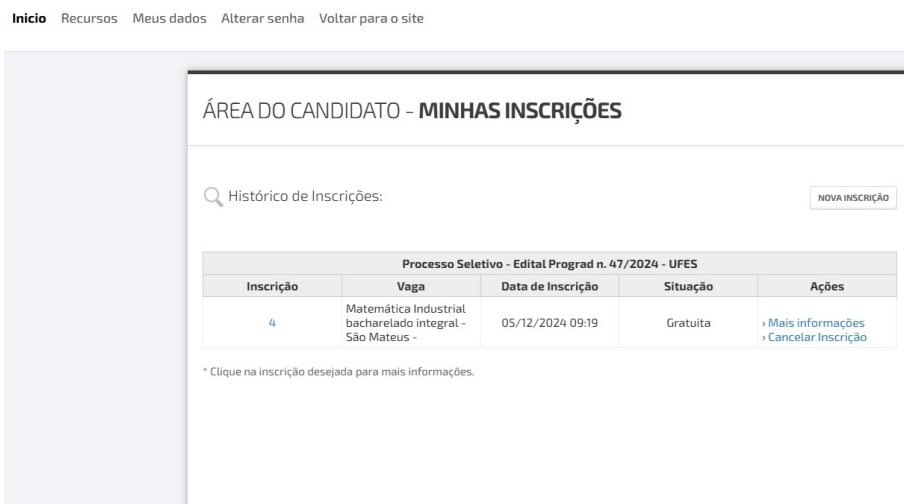 Inicio Recursos Meus dados Alterar senha Voltar para o site
ÁREA DO CANDIDATO - MINHAS INSCRIÇÕES
Histórico de Inscrições:
NOVA INSCRIÇÃO
Processo Seletivo - Edital Prograd n. 47/2024 - UFES
Inscrição Vaga Data de Inscrição Situação Ações
4
Matemática Industrial
bacharelado integral -
São Mateus -
05/12/2024 09:19
Gratuita
› Mais informações
› Cancelar Inscrição
* Clique na inscrição desejada para mais informações.